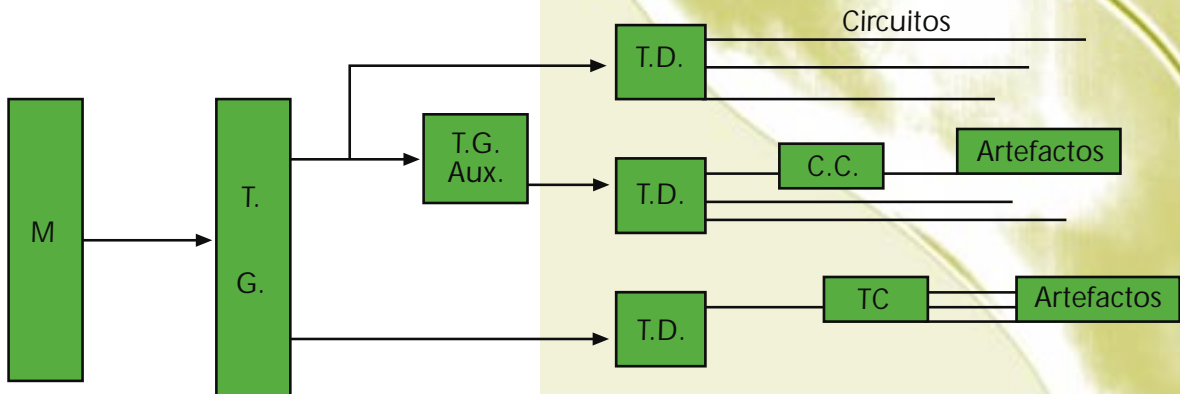 Circuitos
T.D.
T.G.
Aux.
C.C.
Artefactos
T.D.
M
T.
G.
TC
Artefactos
T.D.